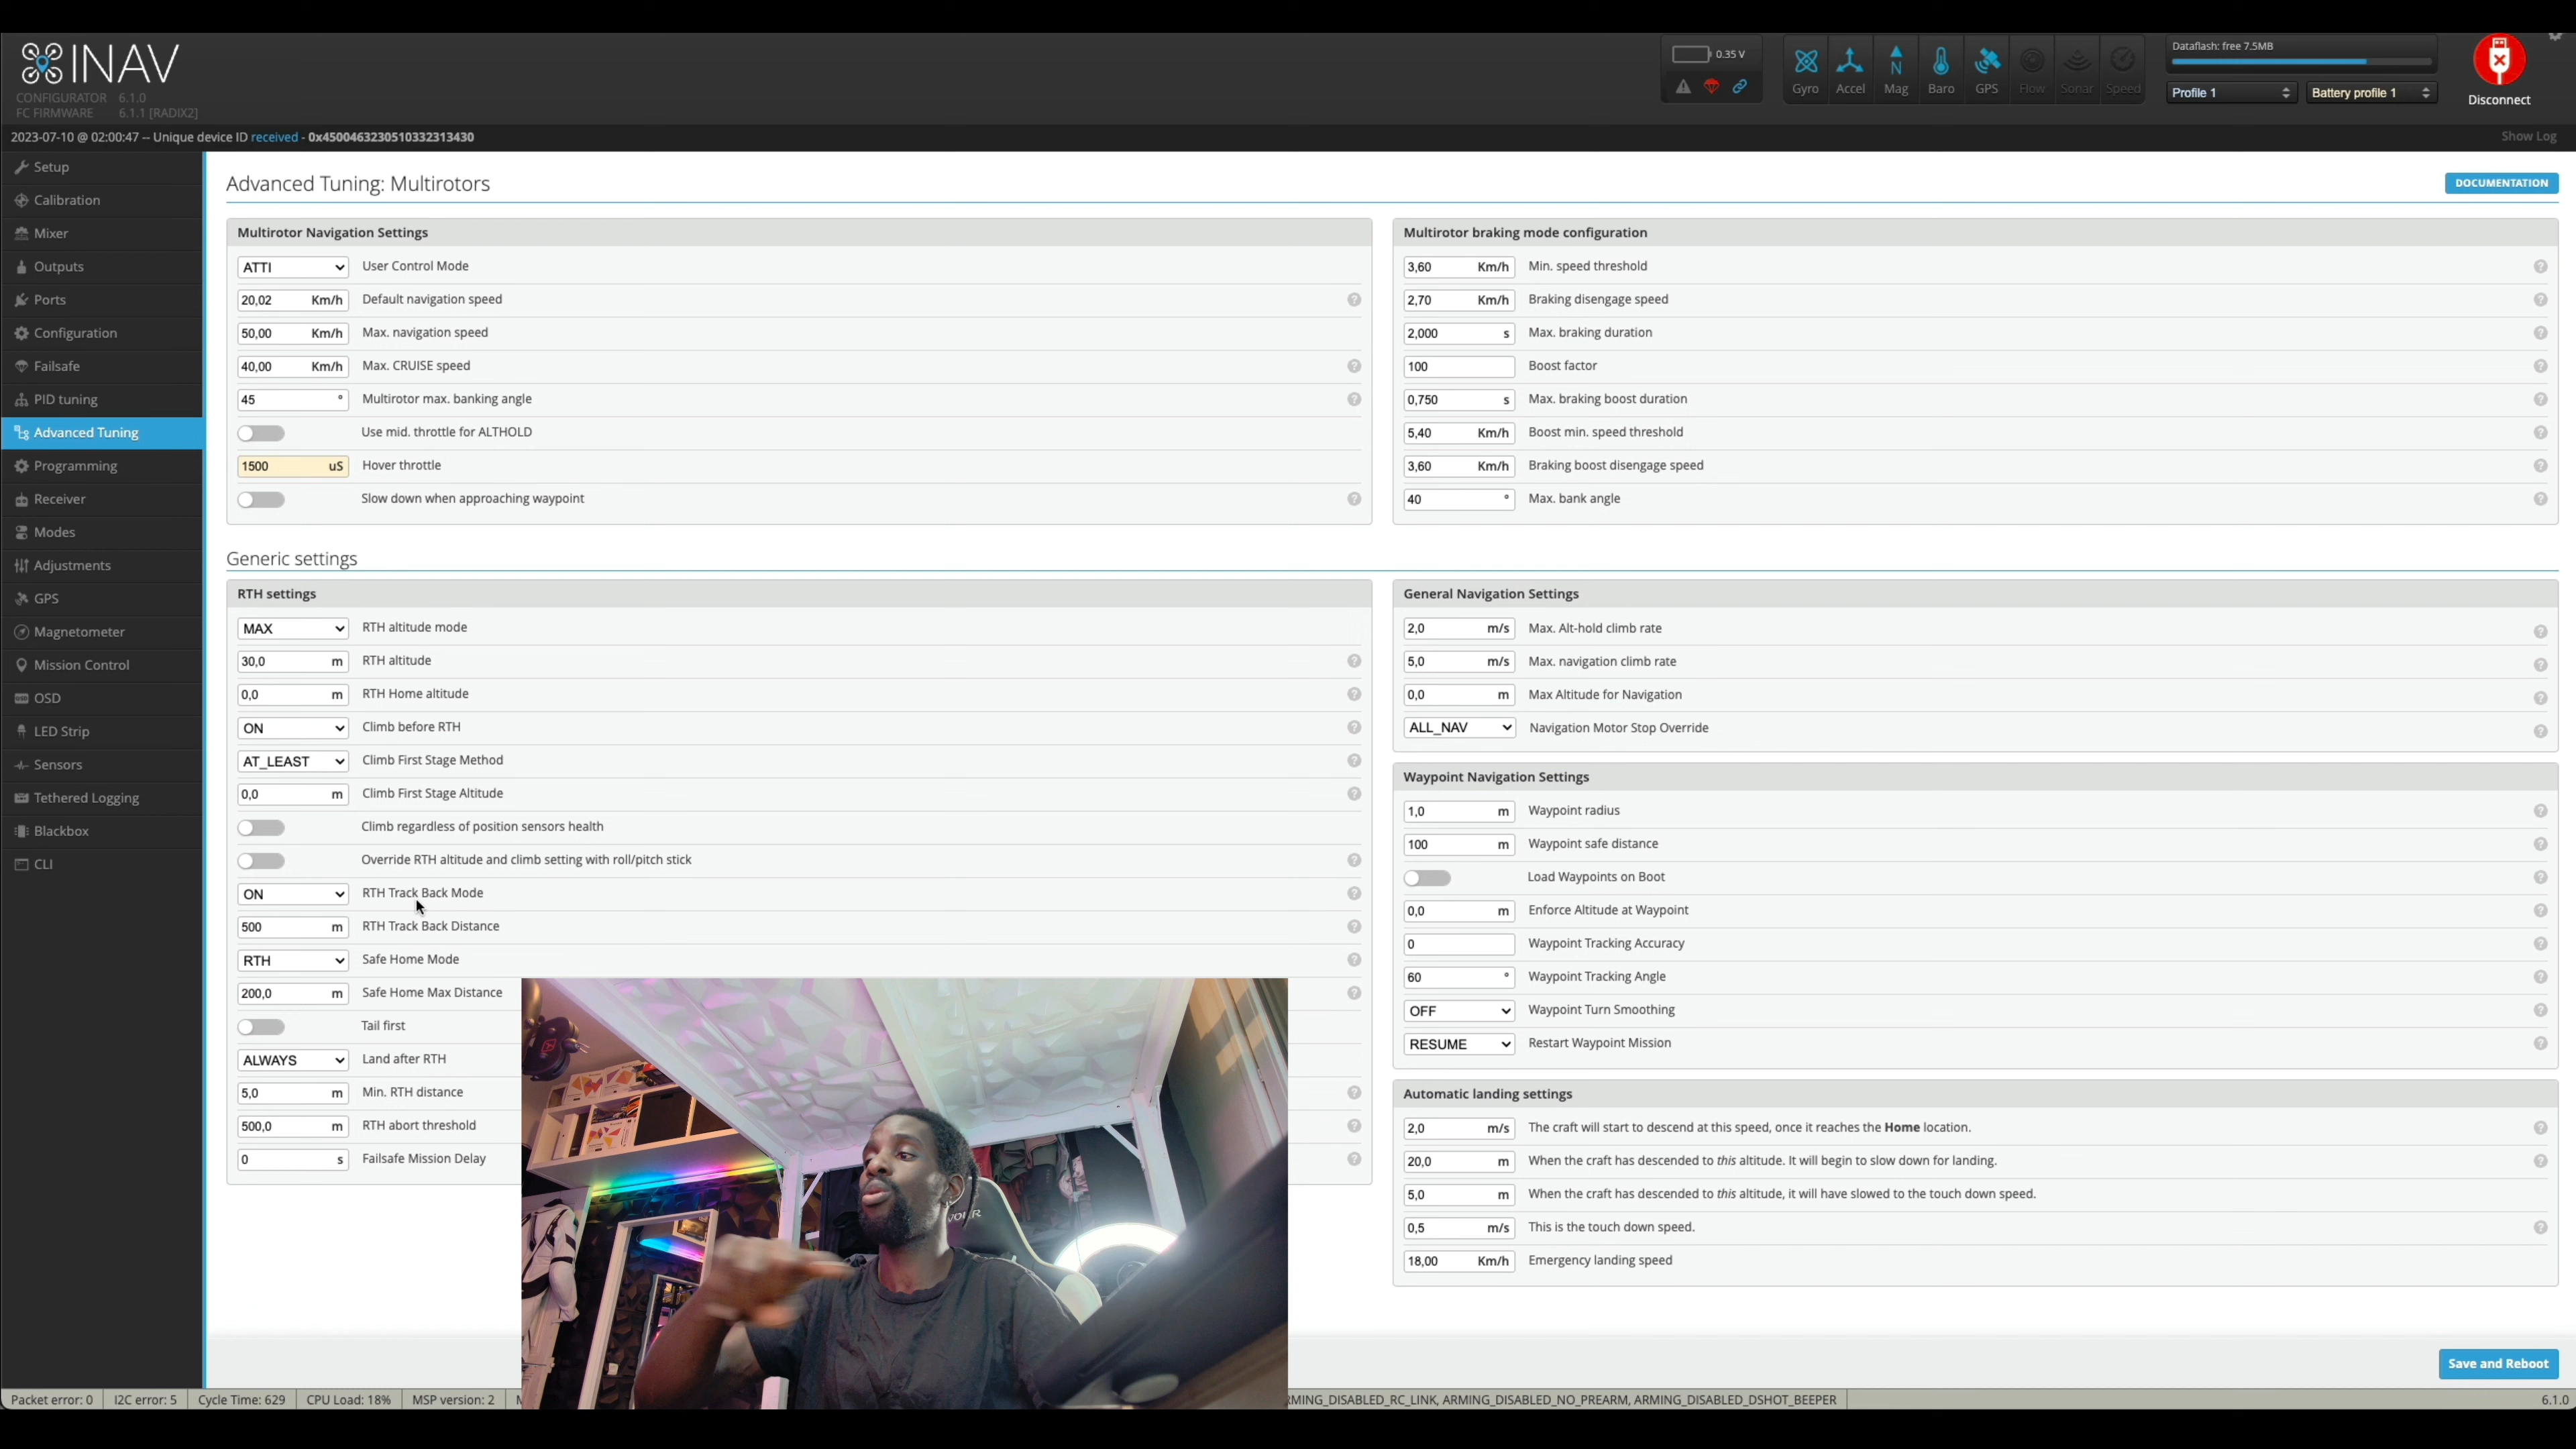 INAV
CONFIGURATOR 6.1.0
FC FIRMWARE 6.1.1 [RADIX2]
0.35 V
Gyro Accel Mag Baro GPS Flow Sonar Speed
Dataflash: free 7.5MB
Profile 1
Battery profile 1
Disconnect
2023-07-10 @ 02:00:47 -- Unique device ID received - 0x4500463230510332313430
Show Log
Setup
Calibration
Mixer
Outputs
Ports
Configuration
Failsafe
PID tuning
Advanced Tuning
Programming
Receiver
Modes
Adjustments
GPS
Magnetometer
Mission Control
OSD
LED Strip
Sensors
Tethered Logging
Blackbox
CLI
Advanced Tuning: Multirotors
DOCUMENTATION
Multirotor Navigation Settings
ATTI User Control Mode
20,02 Km/h Default navigation speed
50,00 Km/h Max. navigation speed
40,00 Km/h Max. CRUISE speed
45 ° Multirotor max. banking angle
Use mid. throttle for ALTHOLD
1500 uS Hover throttle
Slow down when approaching waypoint
Multirotor braking mode configuration
3,60 Km/h Min. speed threshold
2,70 Km/h Braking disengage speed
2,000 s Max. braking duration
100 Boost factor
0,750 s Max. braking boost duration
5,40 Km/h Boost min. speed threshold
3,60 Km/h Braking boost disengage speed
40 ° Max. bank angle
Generic settings
RTH settings
MAX RTH altitude mode
30,0 m RTH altitude
0,0 m RTH Home altitude
ON Climb before RTH
AT_LEAST Climb First Stage Method
0,0 m Climb First Stage Altitude
Climb regardless of position sensors health
Override RTH altitude and climb setting with roll/pitch stick
ON RTH Track Back Mode
500 m RTH Track Back Distance
RTH Safe Home Mode
200,0 m Safe Home Max Distance
Tail first
ALWAYS Land after RTH
5,0 m Min. RTH distance
500,0 m RTH abort threshold
0 s Failsafe Mission Delay
General Navigation Settings
2,0 m/s Max. Alt-hold climb rate
5,0 m/s Max. navigation climb rate
0,0 m Max Altitude for Navigation
ALL_NAV Navigation Motor Stop Override
Waypoint Navigation Settings
1,0 m Waypoint radius
100 m Waypoint safe distance
Load Waypoints on Boot
0,0 m Enforce Altitude at Waypoint
0 Waypoint Tracking Accuracy
60 ° Waypoint Tracking Angle
OFF Waypoint Turn Smoothing
RESUME Restart Waypoint Mission
Automatic landing settings
2,0 m/s The craft will start to descend at this speed, once it reaches the Home location.
20,0 m When the craft has descended to this altitude. It will begin to slow down for landing.
5,0 m When the craft has descended to this altitude, it will have slowed to the touch down speed.
0,5 m/s This is the touch down speed.
18,00 Km/h Emergency landing speed
Save and Reboot
Packet error: 0 I2C error: 5 Cycle Time: 629 CPU Load: 18% MSP version: 2 RMING_DISABLED_RC_LINK, ARMING_DISABLED_NO_PREARM, ARMING_DISABLED_DSHOT_BEEPER 6.1.0